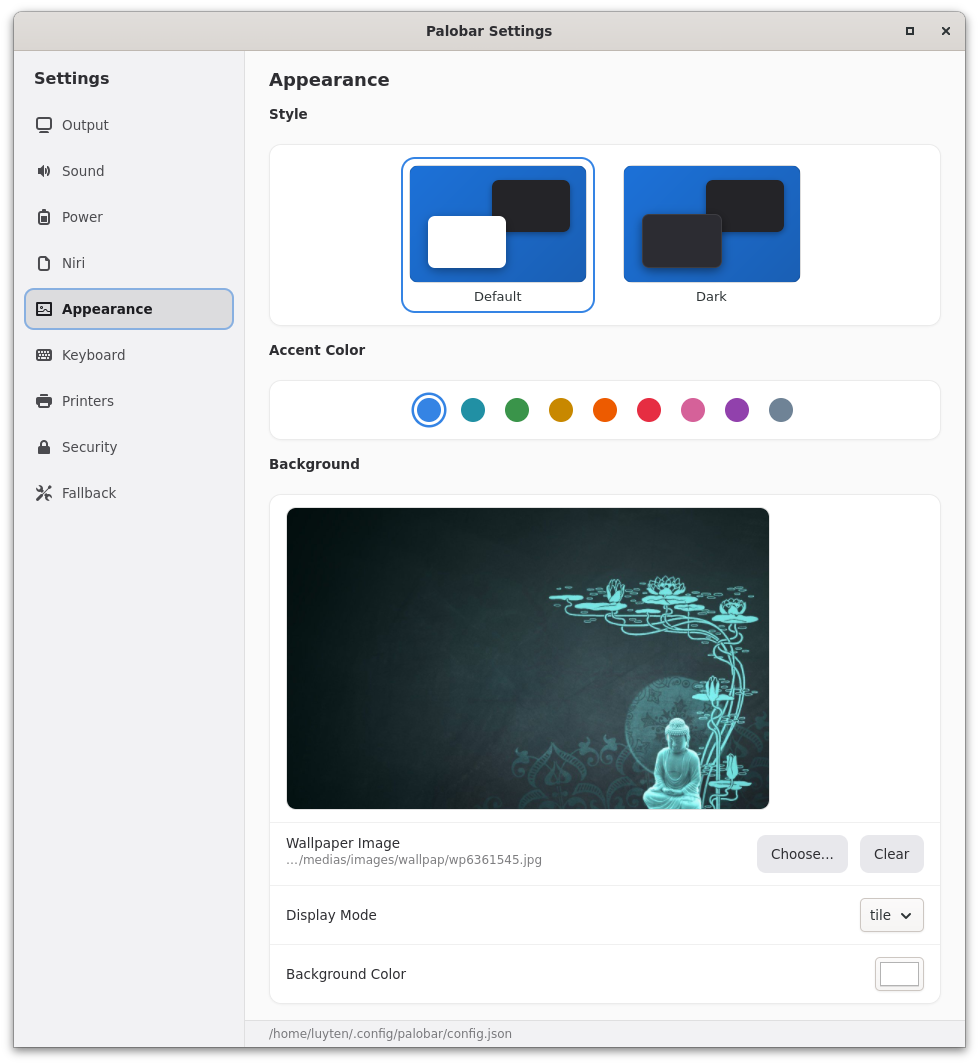 Palobar Settings
Settings
Output
Sound
Power
Niri
Appearance
Keyboard
Printers
Security
Fallback
Appearance
Style
Default
Dark
Accent Color
Background
Wallpaper Image
…/medias/images/wallpap/wp6361545.jpg
Choose…
Clear
Display Mode
tile
Background Color
/home/luyten/.config/palobar/config.json